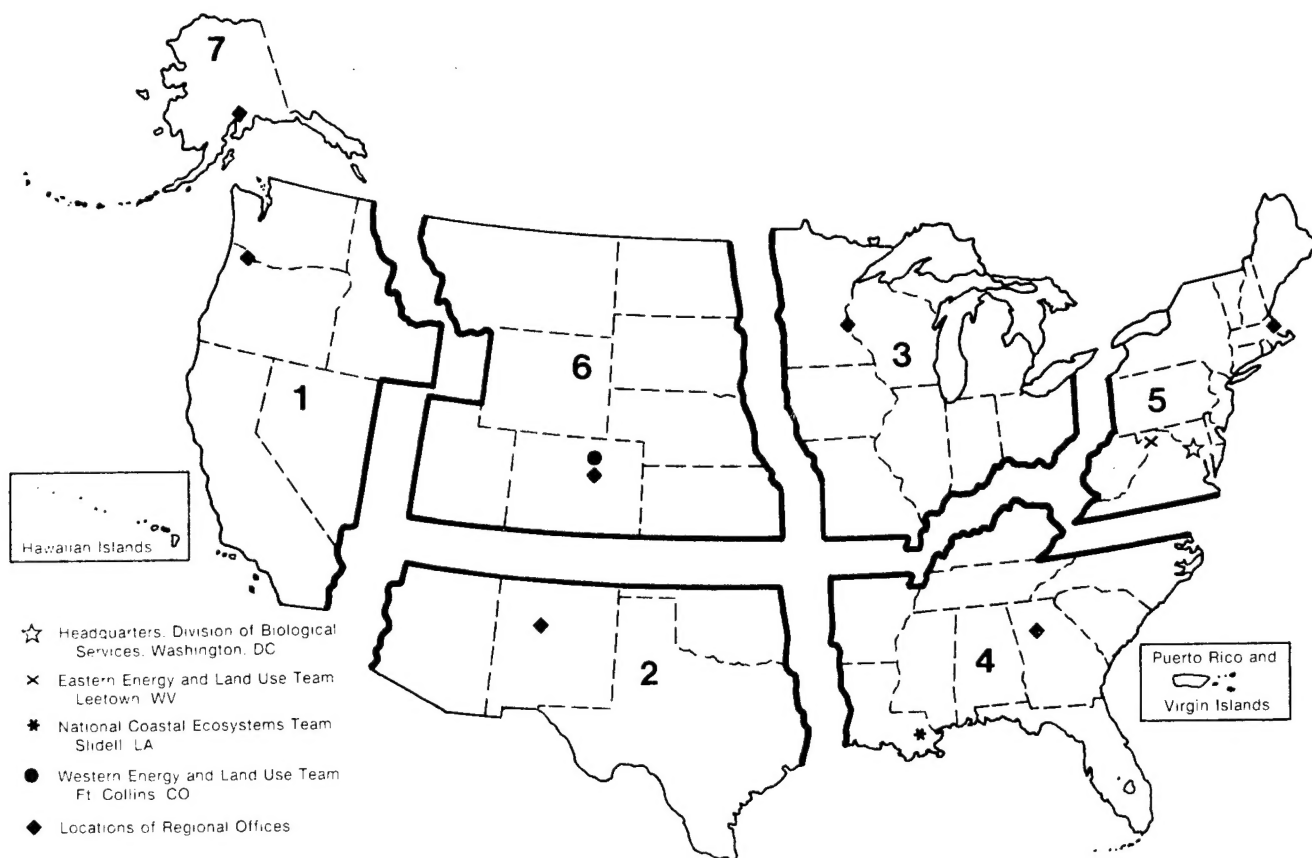 7
1
6
3
5
Hawaiian Islands
2
4
Puerto Rico and
Virgin Islands
Headquarters, Division of Biological
Services, Washington, DC
Eastern Energy and Land Use Team
Leetown WV
National Coastal Ecosystems Team
Slidell LA
Western Energy and Land Use Team
Ft Collins CO
Locations of Regional Offices